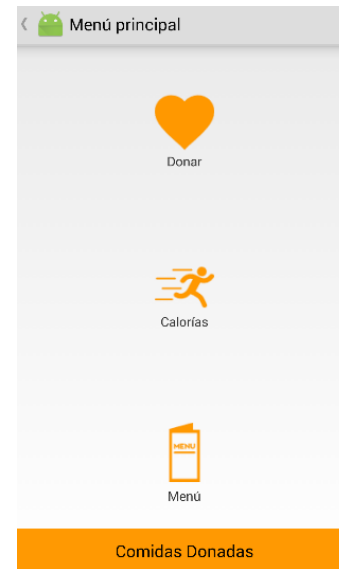 Menú principal
Donar
Calorías
MENU
Menú
Comidas Donadas